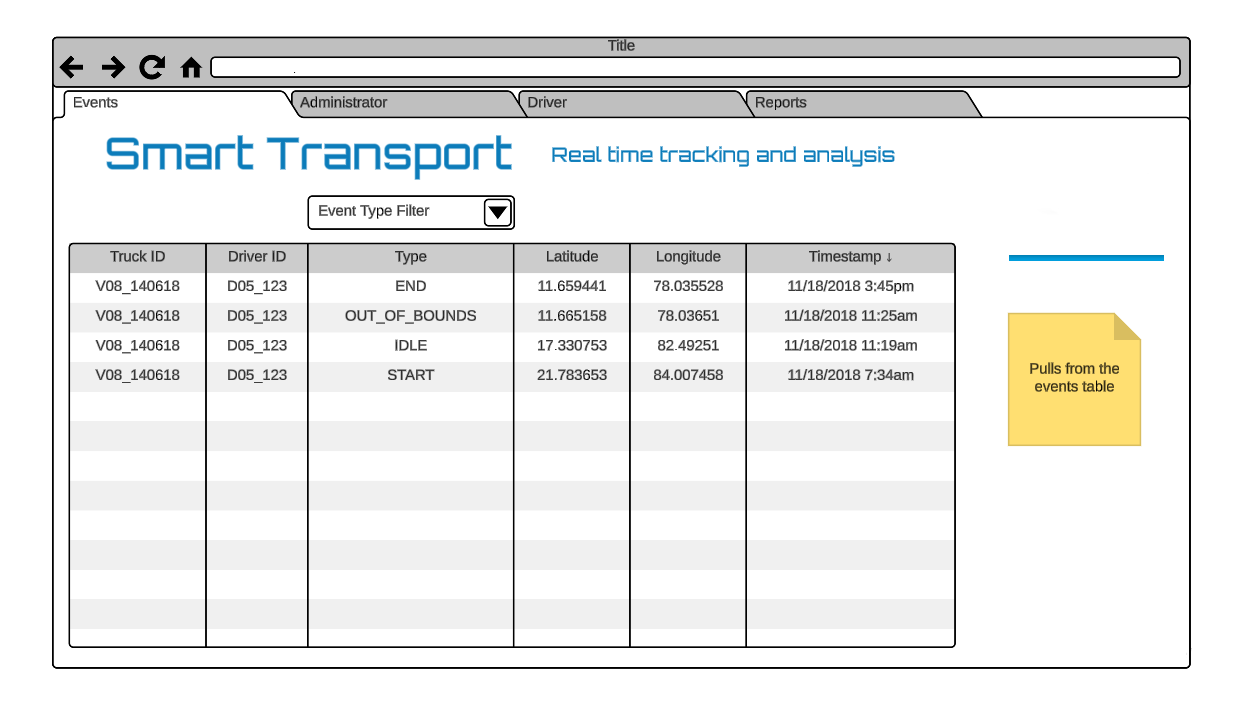 Title
Events Administrator Driver Reports
Smart Transport Real time tracking and analysis
Event Type Filter
Truck ID Driver ID Type Latitude Longitude Timestamp ↓
V08_140618 D05_123 END 11.659441 78.035528 11/18/2018 3:45pm
V08_140618 D05_123 OUT_OF_BOUNDS 11.665158 78.03651 11/18/2018 11:25am
V08_140618 D05_123 IDLE 17.330753 82.49251 11/18/2018 11:19am
V08_140618 D05_123 START 21.783653 84.007458 11/18/2018 7:34am
Pulls from the
events table